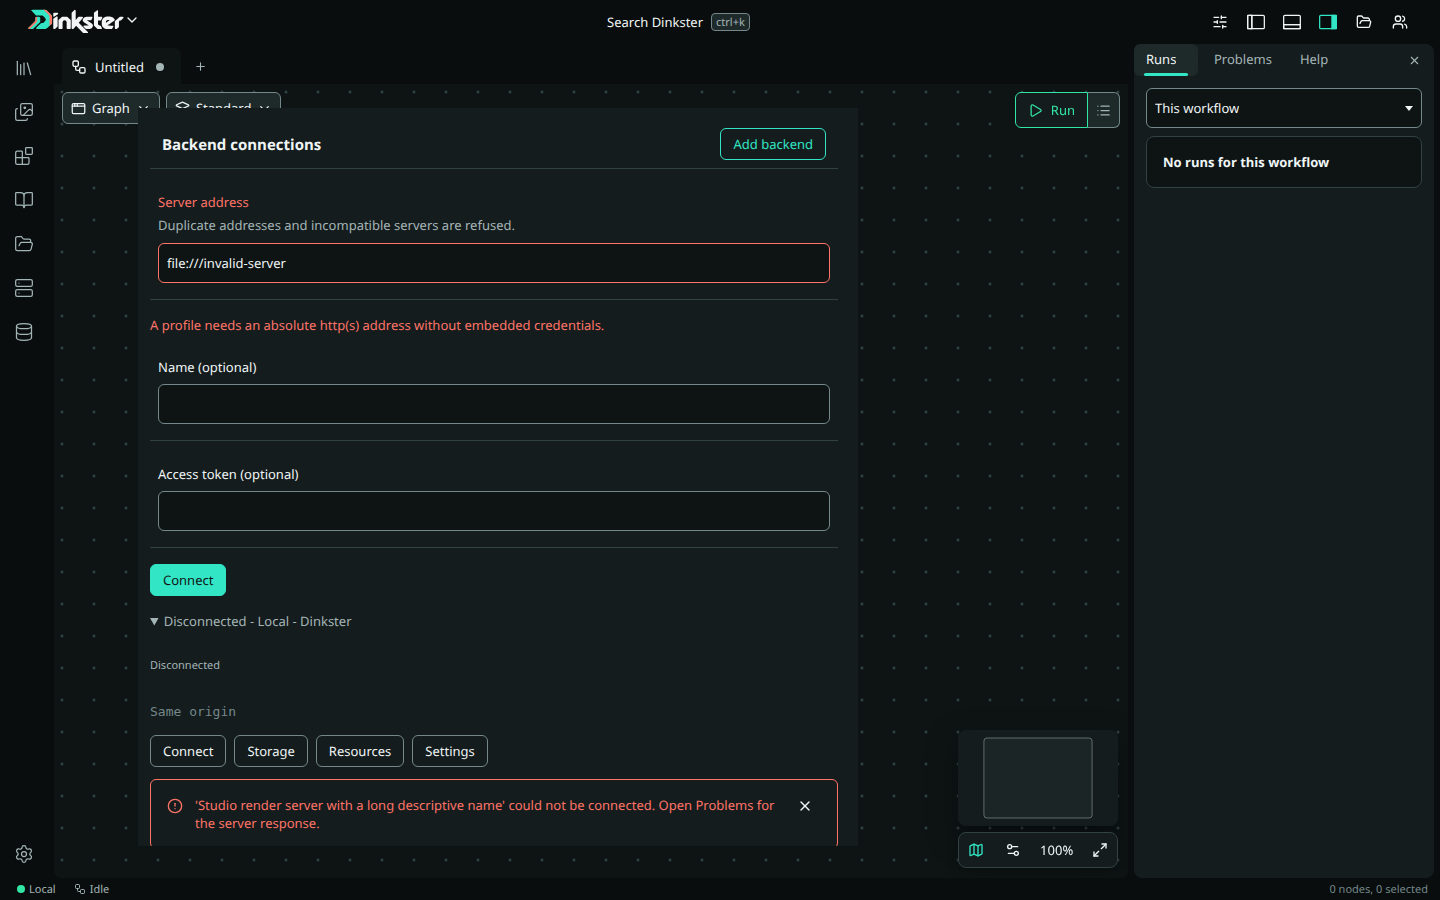 Dinkster
Search Dinkster ctrl+k
Untitled
Graph
Standard
Run
Runs
Problems
Help
This workflow
No runs for this workflow
Backend connections
Add backend
Server address
Duplicate addresses and incompatible servers are refused.
file:///invalid-server
A profile needs an absolute http(s) address without embedded credentials.
Name (optional)
Access token (optional)
Connect
Disconnected - Local - Dinkster
Disconnected
Same origin
Connect
Storage
Resources
Settings
'Studio render server with a long descriptive name' could not be connected. Open Problems for
the server response.
100%
Local
Idle
0 nodes, 0 selected